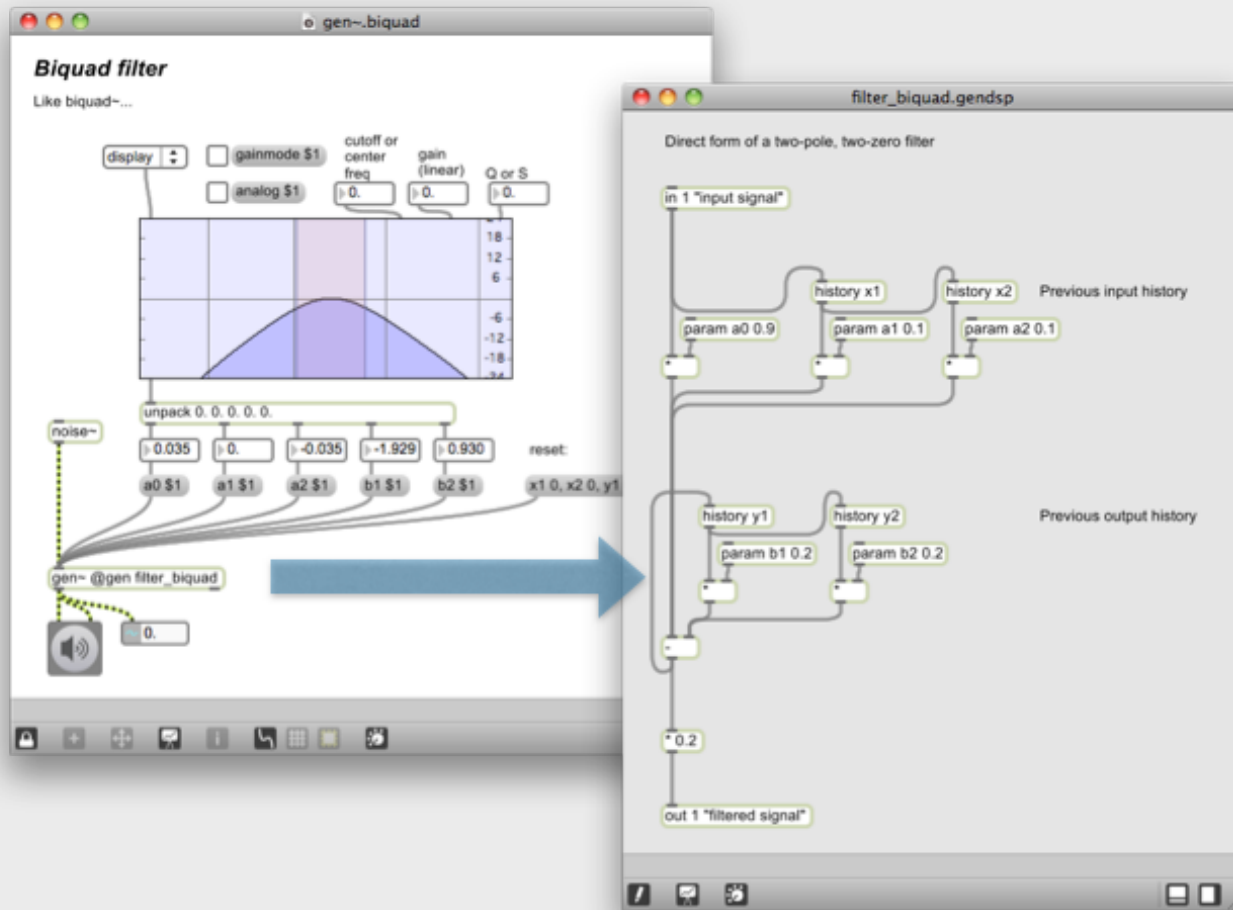 gen~.biquad
Biquad filter
Like biquad~...
display
gainmode $1
analog $1
cutoff or
center
freq
0.
gain
(linear)
0.
Q or S
0.
18
12
6
-6
-12
-18
-24
unpack 0. 0. 0. 0. 0.
noise~
0.035
0.
-0.035
-1.929
0.930
reset:
a0 $1
a1 $1
a2 $1
b1 $1
b2 $1
x1 0, x2 0, y1
gen~ @gen filter_biquad
~ 0.
filter_biquad.gendsp
Direct form of a two-pole, two-zero filter
in 1 "input signal"
history x1
history x2
Previous input history
param a0 0.9
param a1 0.1
param a2 0.1
*
*
*
history y1
history y2
Previous output history
param b1 0.2
param b2 0.2
*
*
-
* 0.2
out 1 "filtered signal"